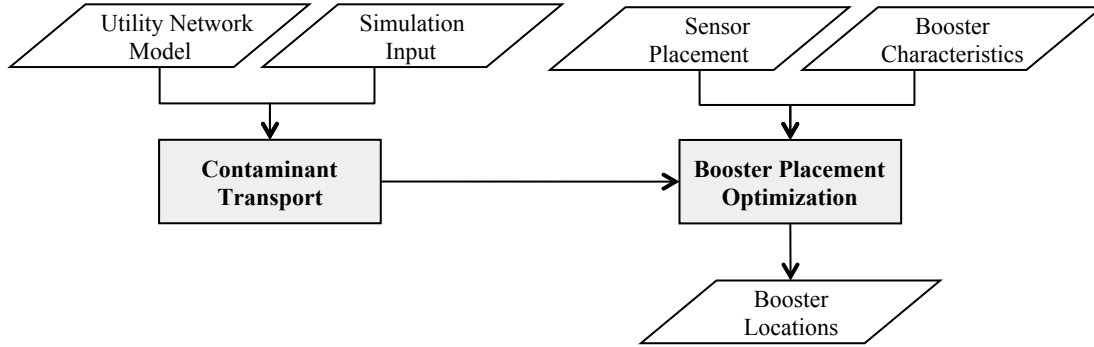 Utility Network
Model
Simulation
Input
Sensor
Placement
Booster
Characteristics
Contaminant
Transport
Booster Placement
Optimization
Booster
Locations